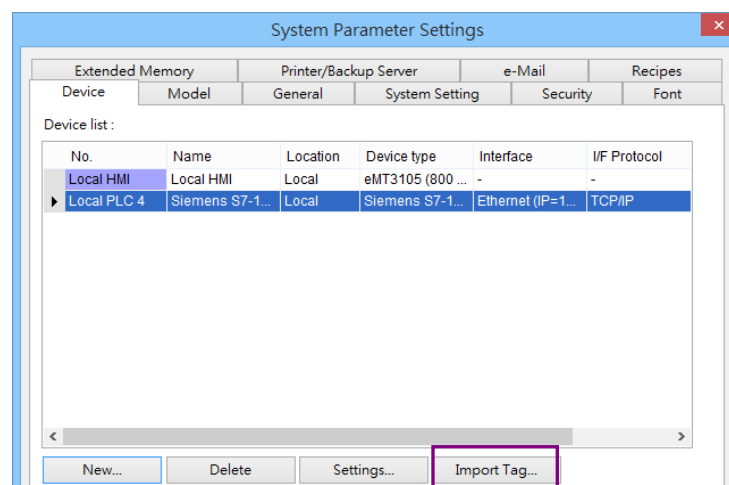 System Parameter Settings
Extended Memory Printer/Backup Server e-Mail Recipes
Device Model General System Setting Security Font
Device list :
No. Name Location Device type Interface I/F Protocol
Local HMI Local HMI Local eMT3105 (800 ... - -
Local PLC 4 Siemens S7-1... Local Siemens S7-1... Ethernet (IP=1... TCP/IP
New... Delete Settings... Import Tag...